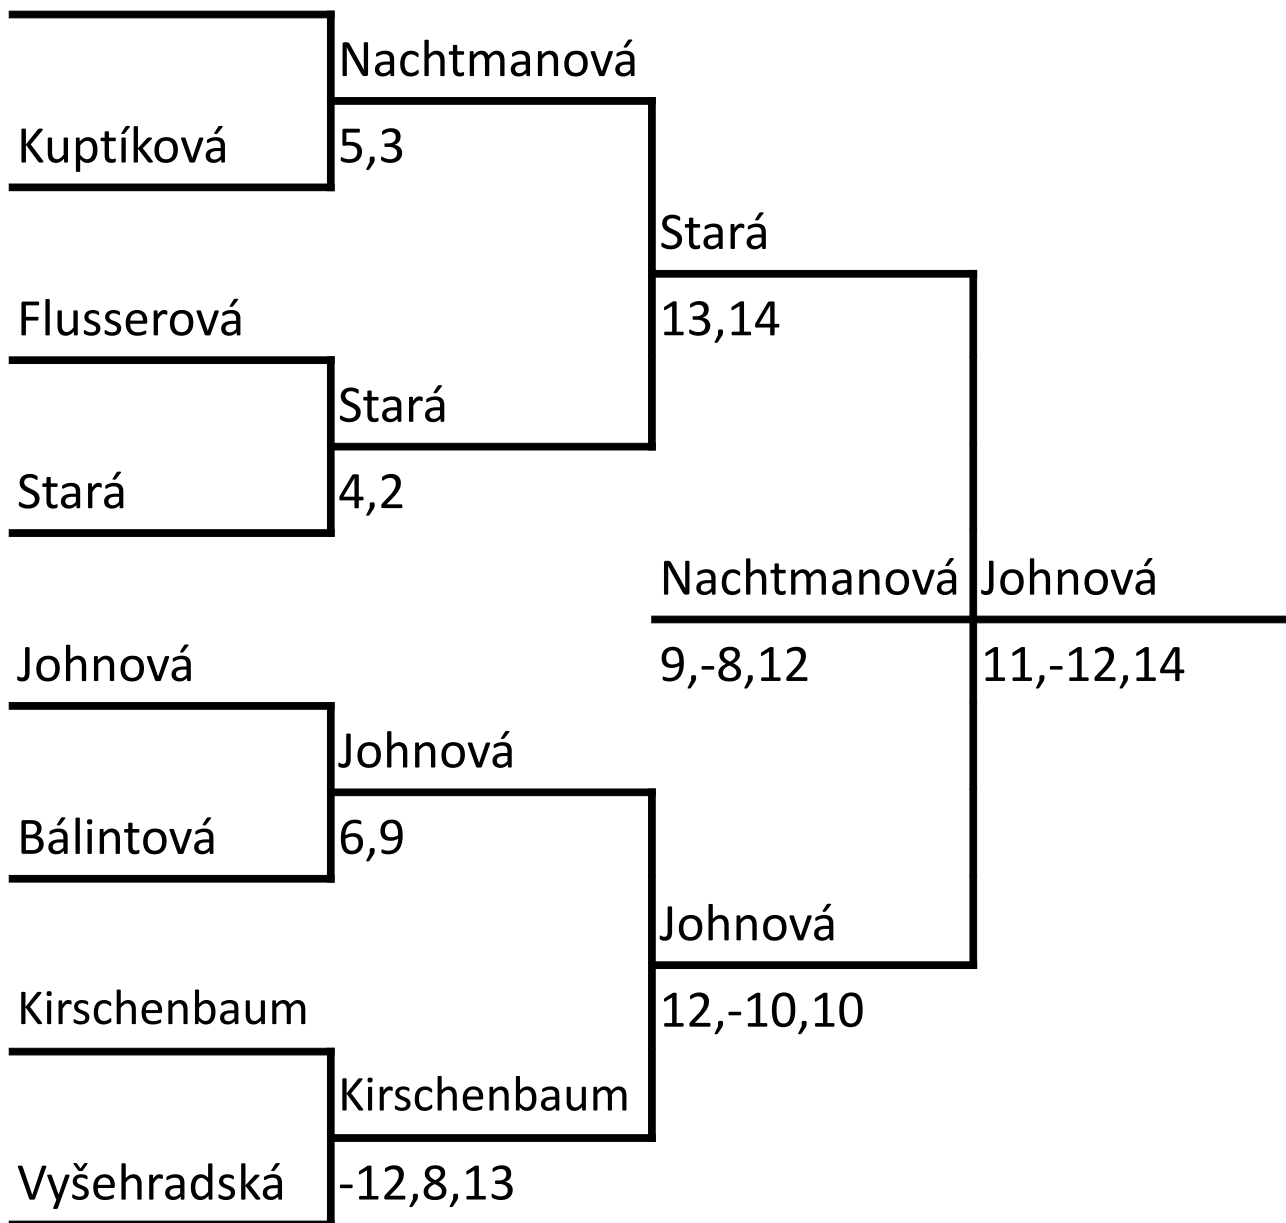 Nachtmanová
Kuptíková
5,3
Stará
Flusserová
13,14
Stará
Stará
4,2
Nachtmanová
Johnová
Johnová
9,-8,12
11,-12,14
Johnová
Bálintová
6,9
Johnová
Kirschenbaum
12,-10,10
Kirschenbaum
Vyšehradská
-12,8,13